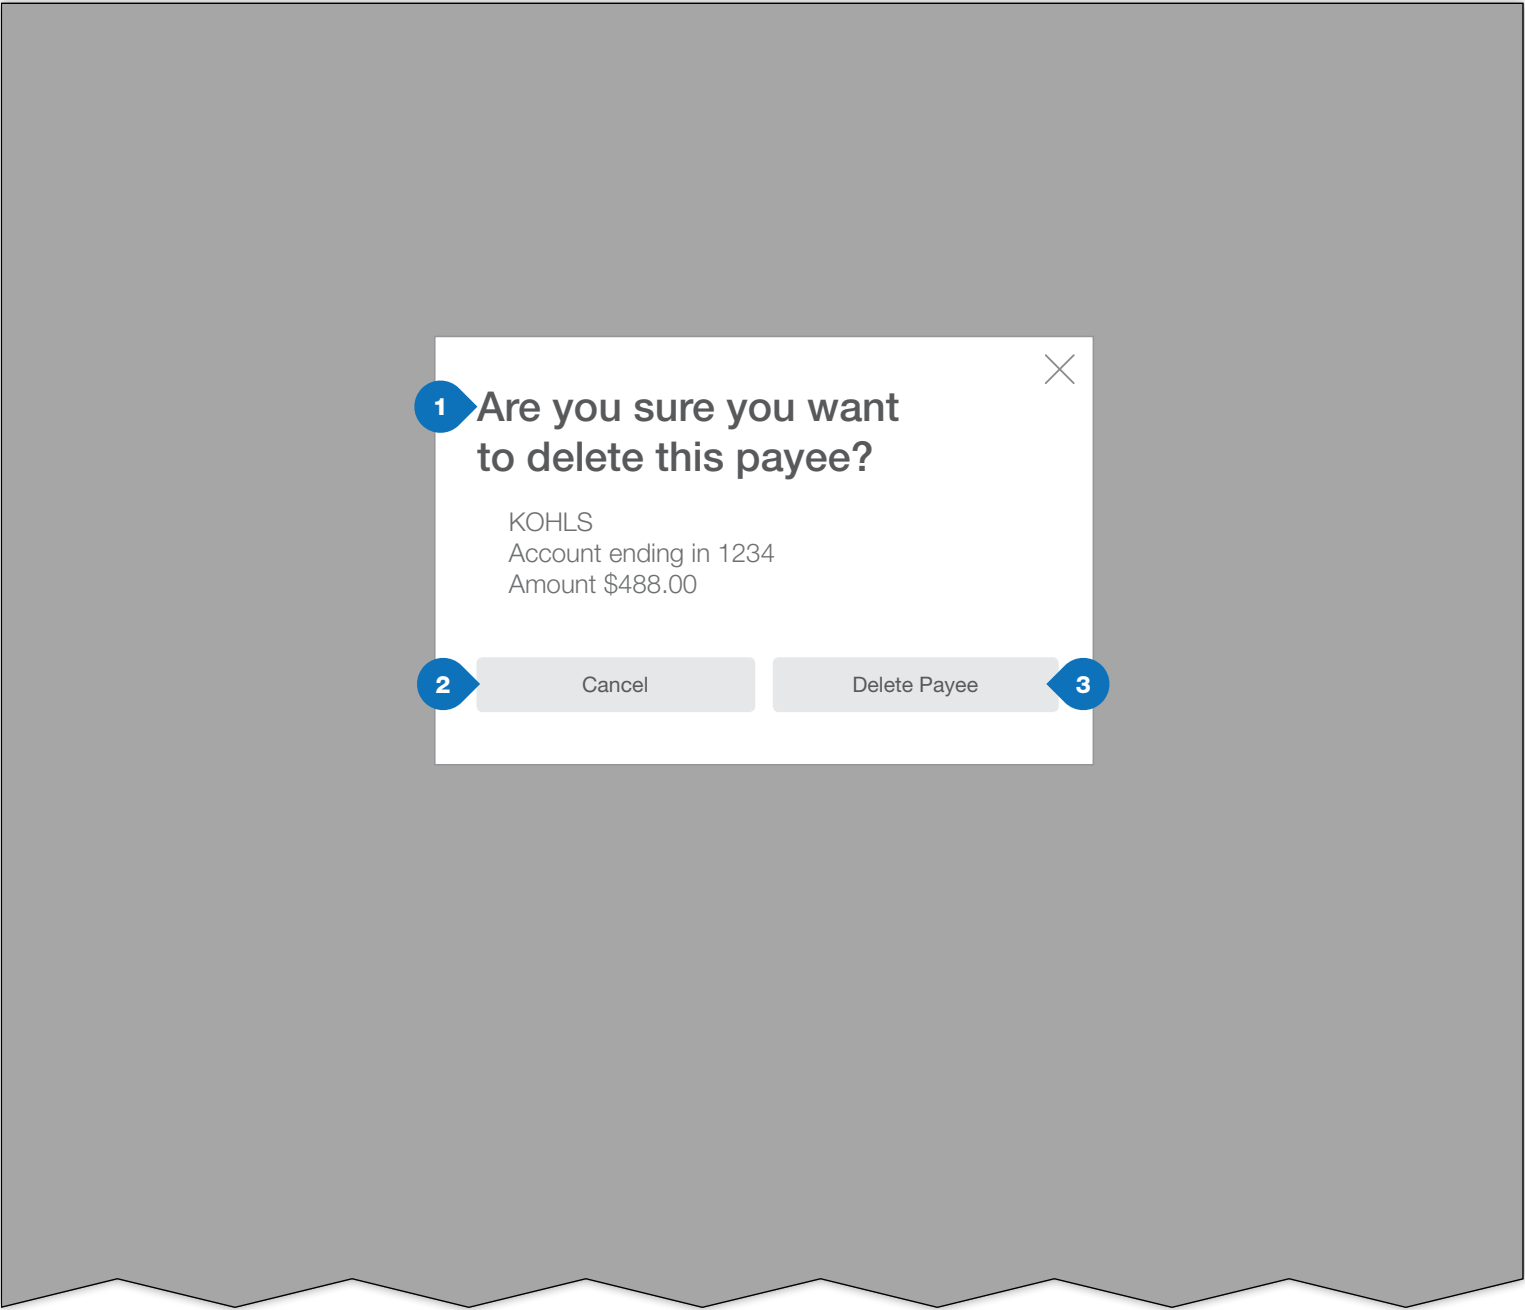 1
Are you sure you want
to delete this payee?
KOHLS
Account ending in 1234
Amount $488.00
2
Cancel
Delete Payee
3